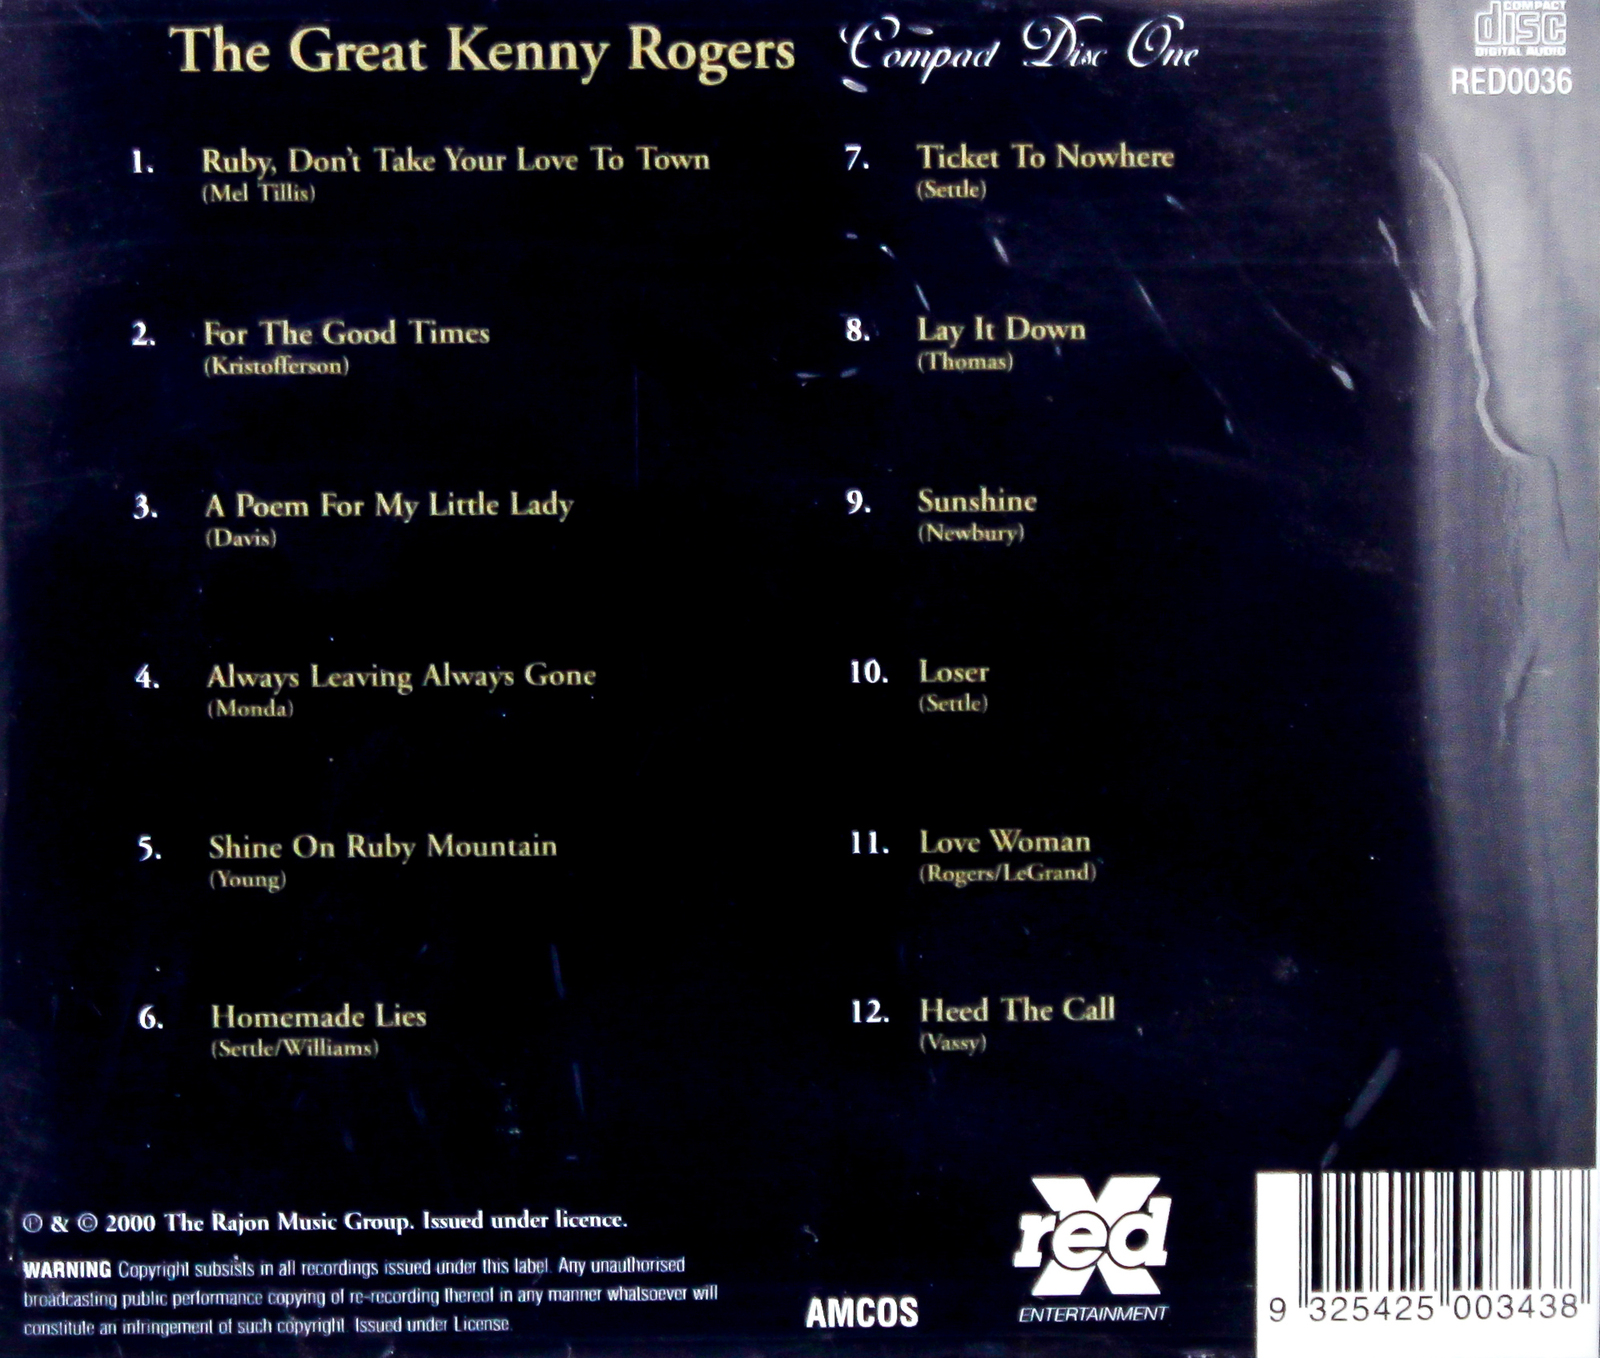 The Great Kenny Rogers Compact Disc One
COMPACT
disc
DIGITAL AUDIO
RED0036
1. Ruby, Don't Take Your Love To Town
(Mel Tillis)
2. For The Good Times
(Kristofferson)
3. A Poem For My Little Lady
(Davis)
4. Always Leaving Always Gone
(Monda)
5. Shine On Ruby Mountain
(Young)
6. Homemade Lies
(Settle/Williams)
7. Ticket To Nowhere
(Settle)
8. Lay It Down
(Thomas)
9. Sunshine
(Newbury)
10. Loser
(Settle)
11. Love Woman
(Rogers/LeGrand)
12. Heed The Call
(Vassy)
℗ & © 2000 The Rajon Music Group. Issued under licence.
WARNING Copyright subsists in all recordings issued under this label. Any unauthorised
broadcasting public performance copying of re-recording thereof in any manner whatsoever will
constitute an infringement of such copyright. Issued under License.
AMCOS
red X
ENTERTAINMENT
9 325425 003438